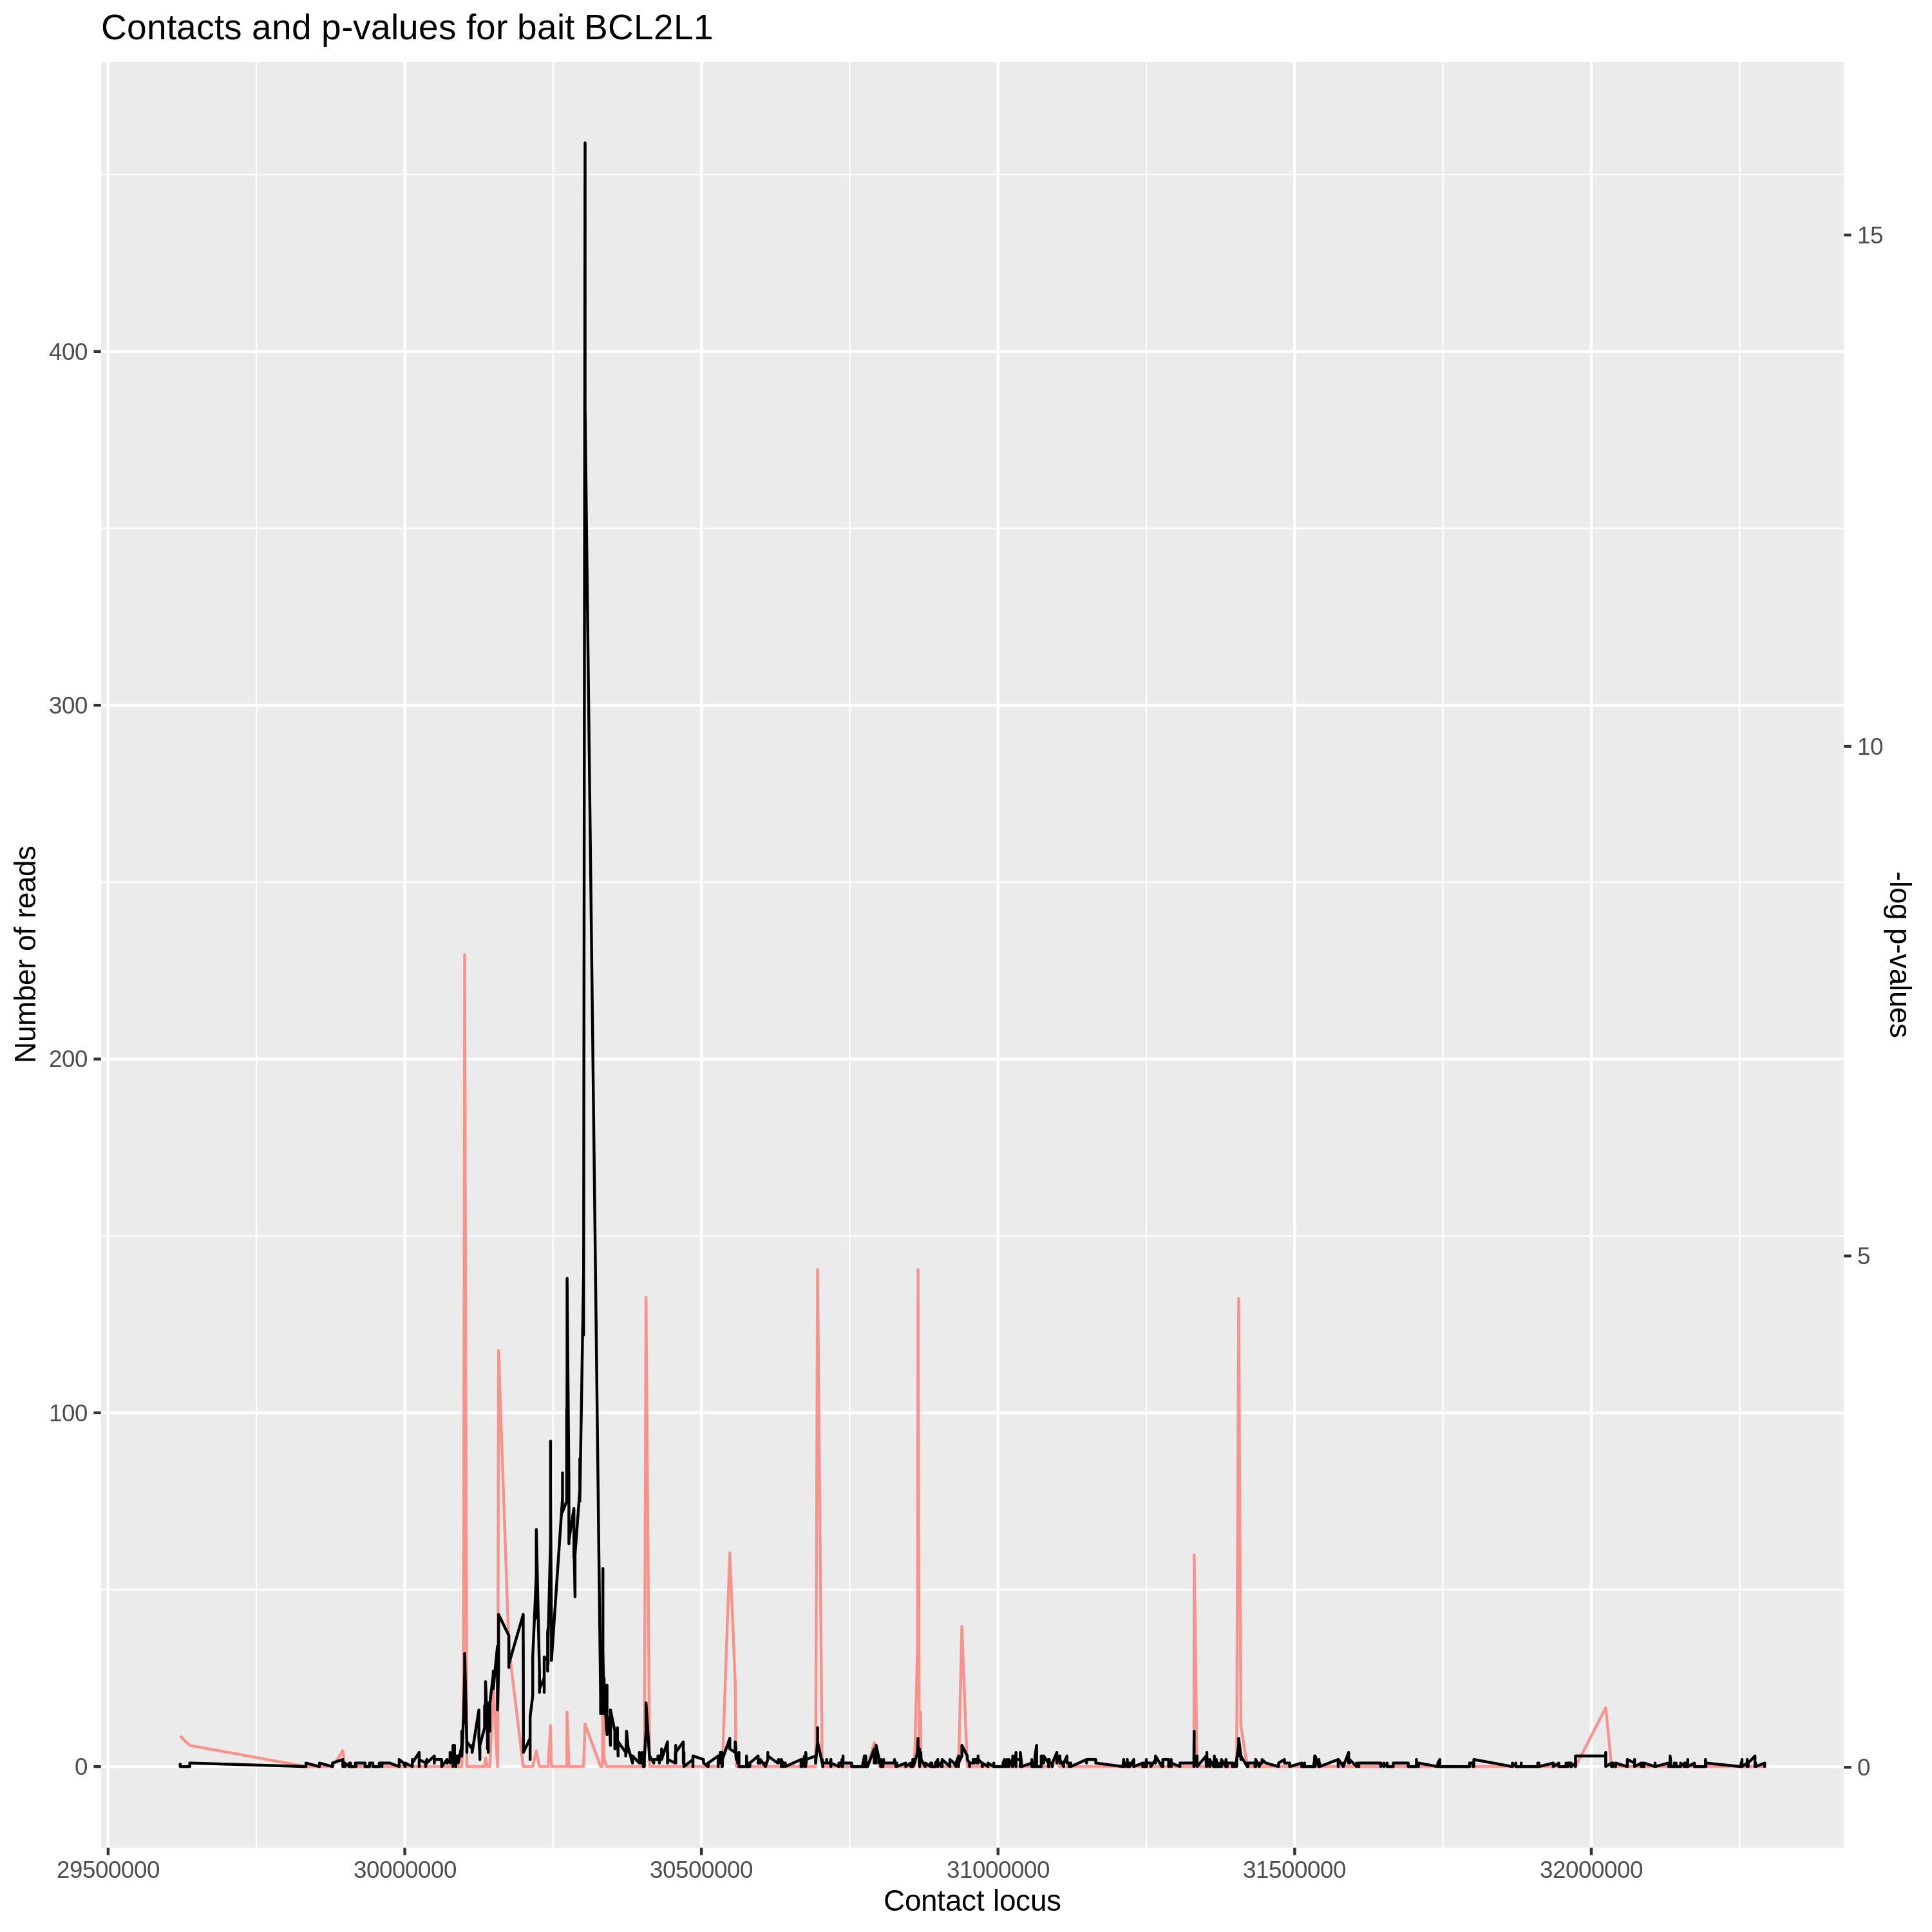 Contacts and p-values for bait BCL2L1
Number of reads
400
300
200
100
0
15
10
5
0
-log p-values
29500000 30000000 30500000 31000000 31500000 32000000
Contact locus